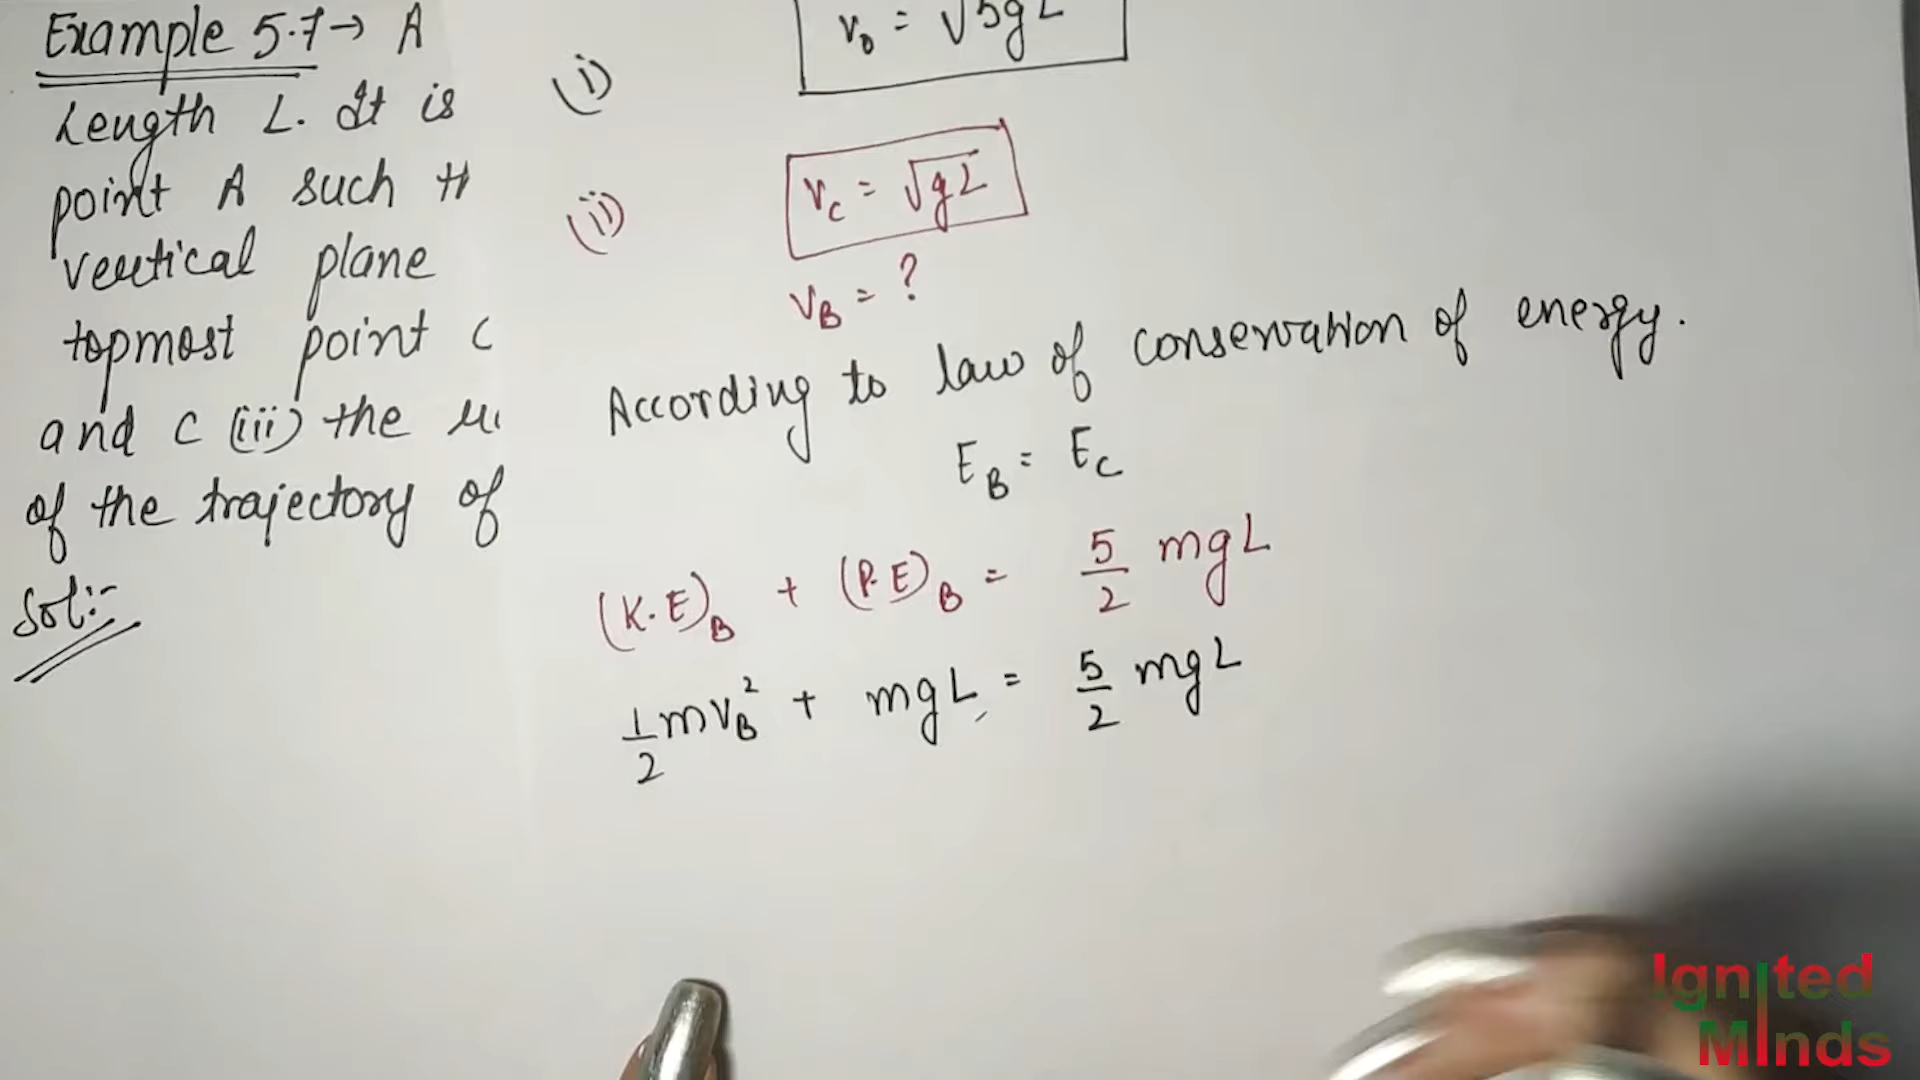 Example 5.7→ A
Length L. It is
point A such
vertical plane
topmost point C
and C (iii) the
of the trajectory of
Sol:-
(i) v₀ = √5gL
(ii) v_C = √gL
v_B = ?
According to law of conservation of energy.
E_B = E_C
(K.E)_B + (P.E)_B = 5/2 mgL
1/2 mv_B² + mgL = 5/2 mgL
Ignited
Minds